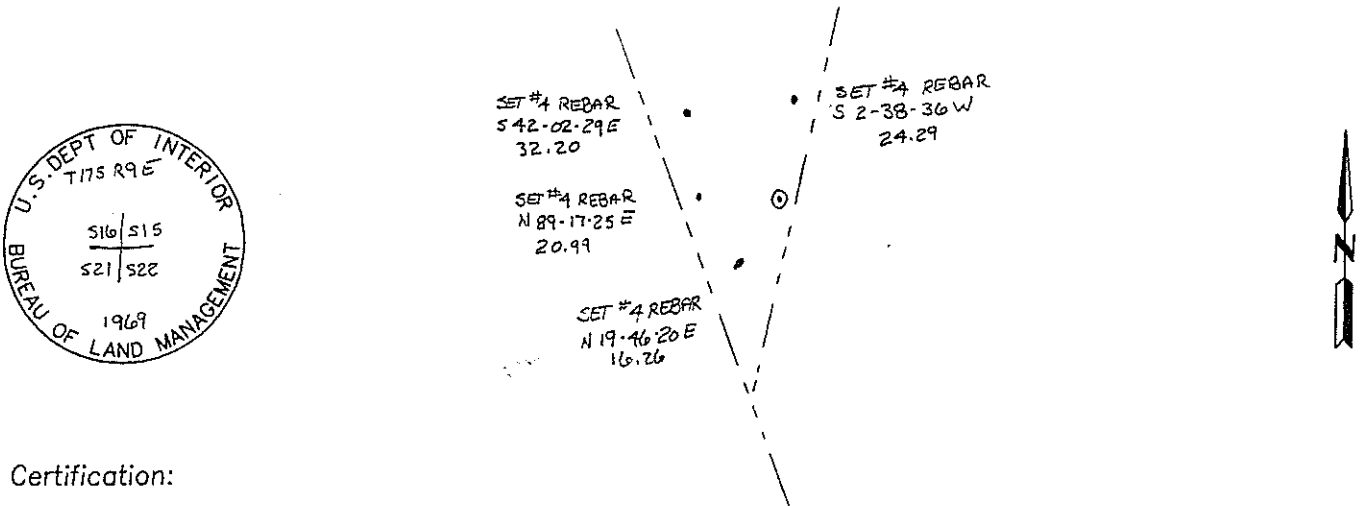 U.S. DEPT OF INTERIOR
T17S R9E
S16 S15
S21 S22
1969
BUREAU OF LAND MANAGEMENT
SET #4 REBAR
S 42-02-29 E
32.20
SET #4 REBAR
N 89-17-25 E
20.99
SET #4 REBAR
N 19-46-20 E
16.26
SET #4 REBAR
S 2-38-36 W
24.29
N
Certification: